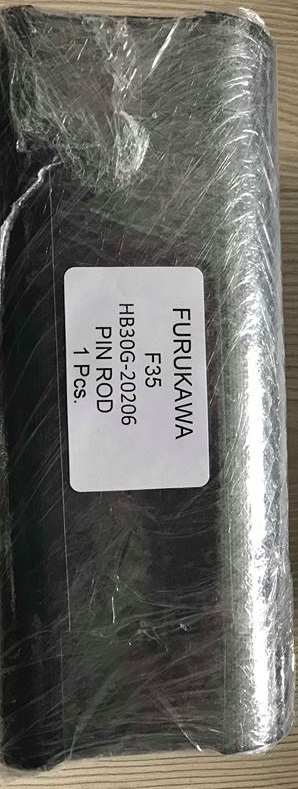 FURUKAWA
F35
HB30G-20206
PIN ROD
1 Pcs.